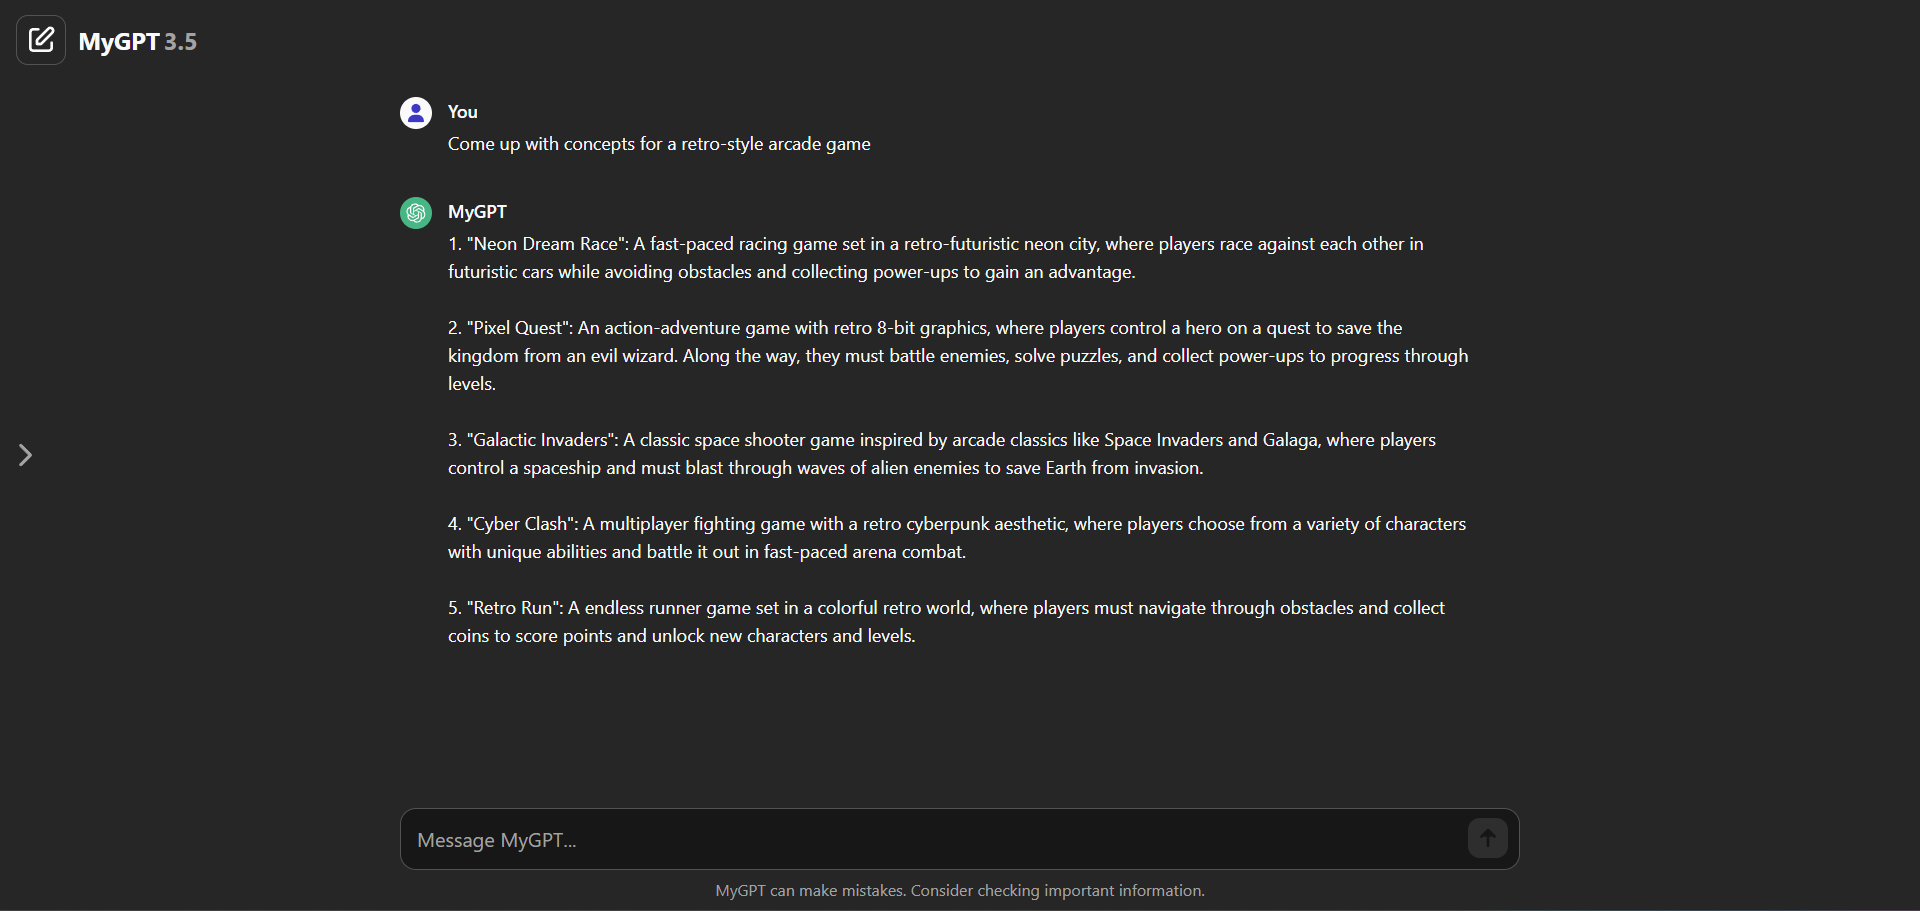 MyGPT 3.5
You
Come up with concepts for a retro-style arcade game
MyGPT
1. "Neon Dream Race": A fast-paced racing game set in a retro-futuristic neon city, where players race against each other in
futuristic cars while avoiding obstacles and collecting power-ups to gain an advantage.
2. "Pixel Quest": An action-adventure game with retro 8-bit graphics, where players control a hero on a quest to save the
kingdom from an evil wizard. Along the way, they must battle enemies, solve puzzles, and collect power-ups to progress through
levels.
3. "Galactic Invaders": A classic space shooter game inspired by arcade classics like Space Invaders and Galaga, where players
control a spaceship and must blast through waves of alien enemies to save Earth from invasion.
4. "Cyber Clash": A multiplayer fighting game with a retro cyberpunk aesthetic, where players choose from a variety of characters
with unique abilities and battle it out in fast-paced arena combat.
5. "Retro Run": A endless runner game set in a colorful retro world, where players must navigate through obstacles and collect
coins to score points and unlock new characters and levels.
Message MyGPT...
MyGPT can make mistakes. Consider checking important information.